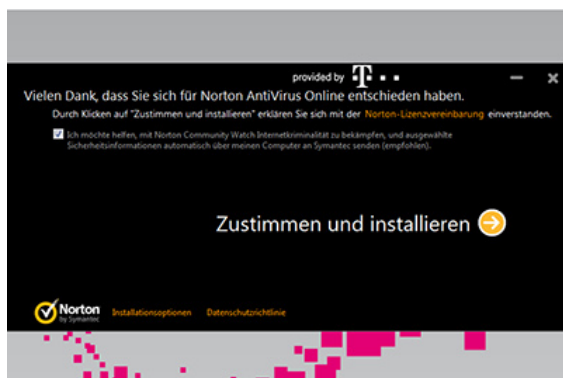 provided by T
Vielen Dank, dass Sie sich für Norton AntiVirus Online entschieden haben.
Durch Klicken auf "Zustimmen und installieren" erklären Sie sich mit der Norton-Lizenzvereinbarung einverstanden.
Ich möchte helfen, mit Norton Community Watch Internetkriminalität zu bekämpfen, und ausgewählte
Sicherheitsinformationen automatisch über meinen Computer an Symantec senden (empfohlen).
Zustimmen und installieren
Norton
by Symantec
Installationsoptionen Datenschutzrichtlinie